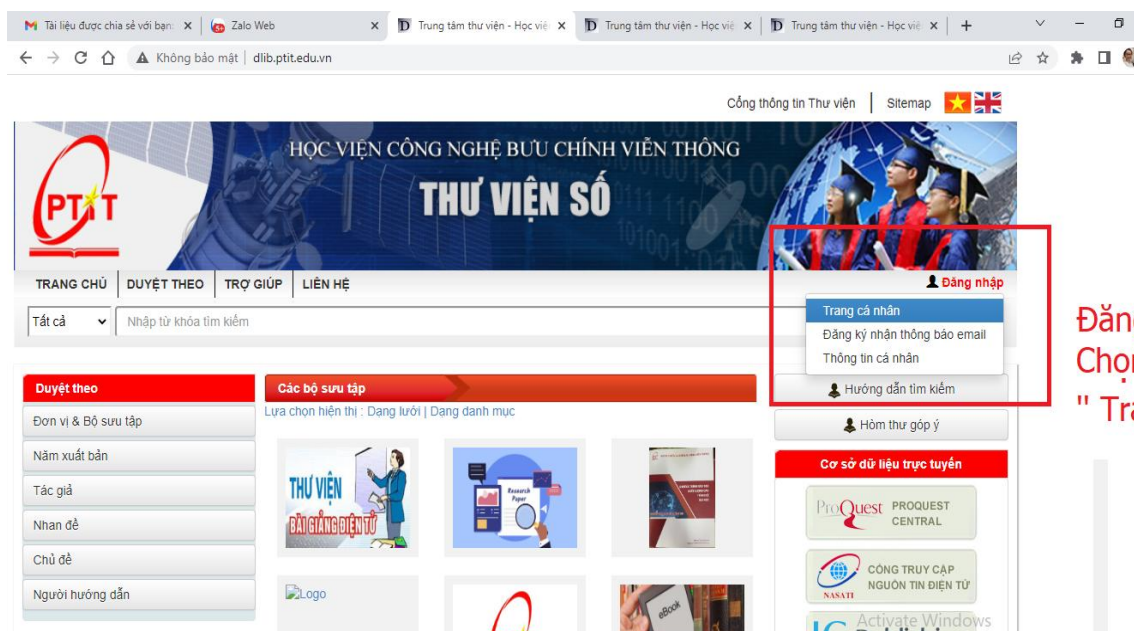 Tài liệu được chia sẻ với bạn:
Zalo Web
Trung tâm thư viện - Học việ
Trung tâm thư viện - Học việ
Trung tâm thư viện - Học việ
Không bảo mật | dlib.ptit.edu.vn
Cổng thông tin Thư viện | Sitemap
HỌC VIỆN CÔNG NGHỆ BƯU CHÍNH VIỄN THÔNG
THƯ VIỆN SỐ
PTIT
TRANG CHỦ | DUYỆT THEO | TRỢ GIÚP | LIÊN HỆ
Đăng nhập
Tất cả
Nhập từ khóa tìm kiếm
Trang cá nhân
Đăng ký nhận thông báo email
Thông tin cá nhân
Đăn
Chọn
" Tra
Duyệt theo
Đơn vị & Bộ sưu tập
Năm xuất bản
Tác giả
Nhan đề
Chủ đề
Người hướng dẫn
Các bộ sưu tập
Lựa chọn hiện thị : Dạng lưới | Dạng danh mục
THƯ VIỆN
BÀI GIẢNG ĐIỆN TỬ
Research
Paper
Logo
eBook
Hướng dẫn tìm kiếm
Hòm thư góp ý
Cơ sở dữ liệu trực tuyến
ProQuest
PROQUEST
CENTRAL
NASATI
CỔNG TRUY CẬP
NGUỒN TIN ĐIỆN TỬ
Activate Windows